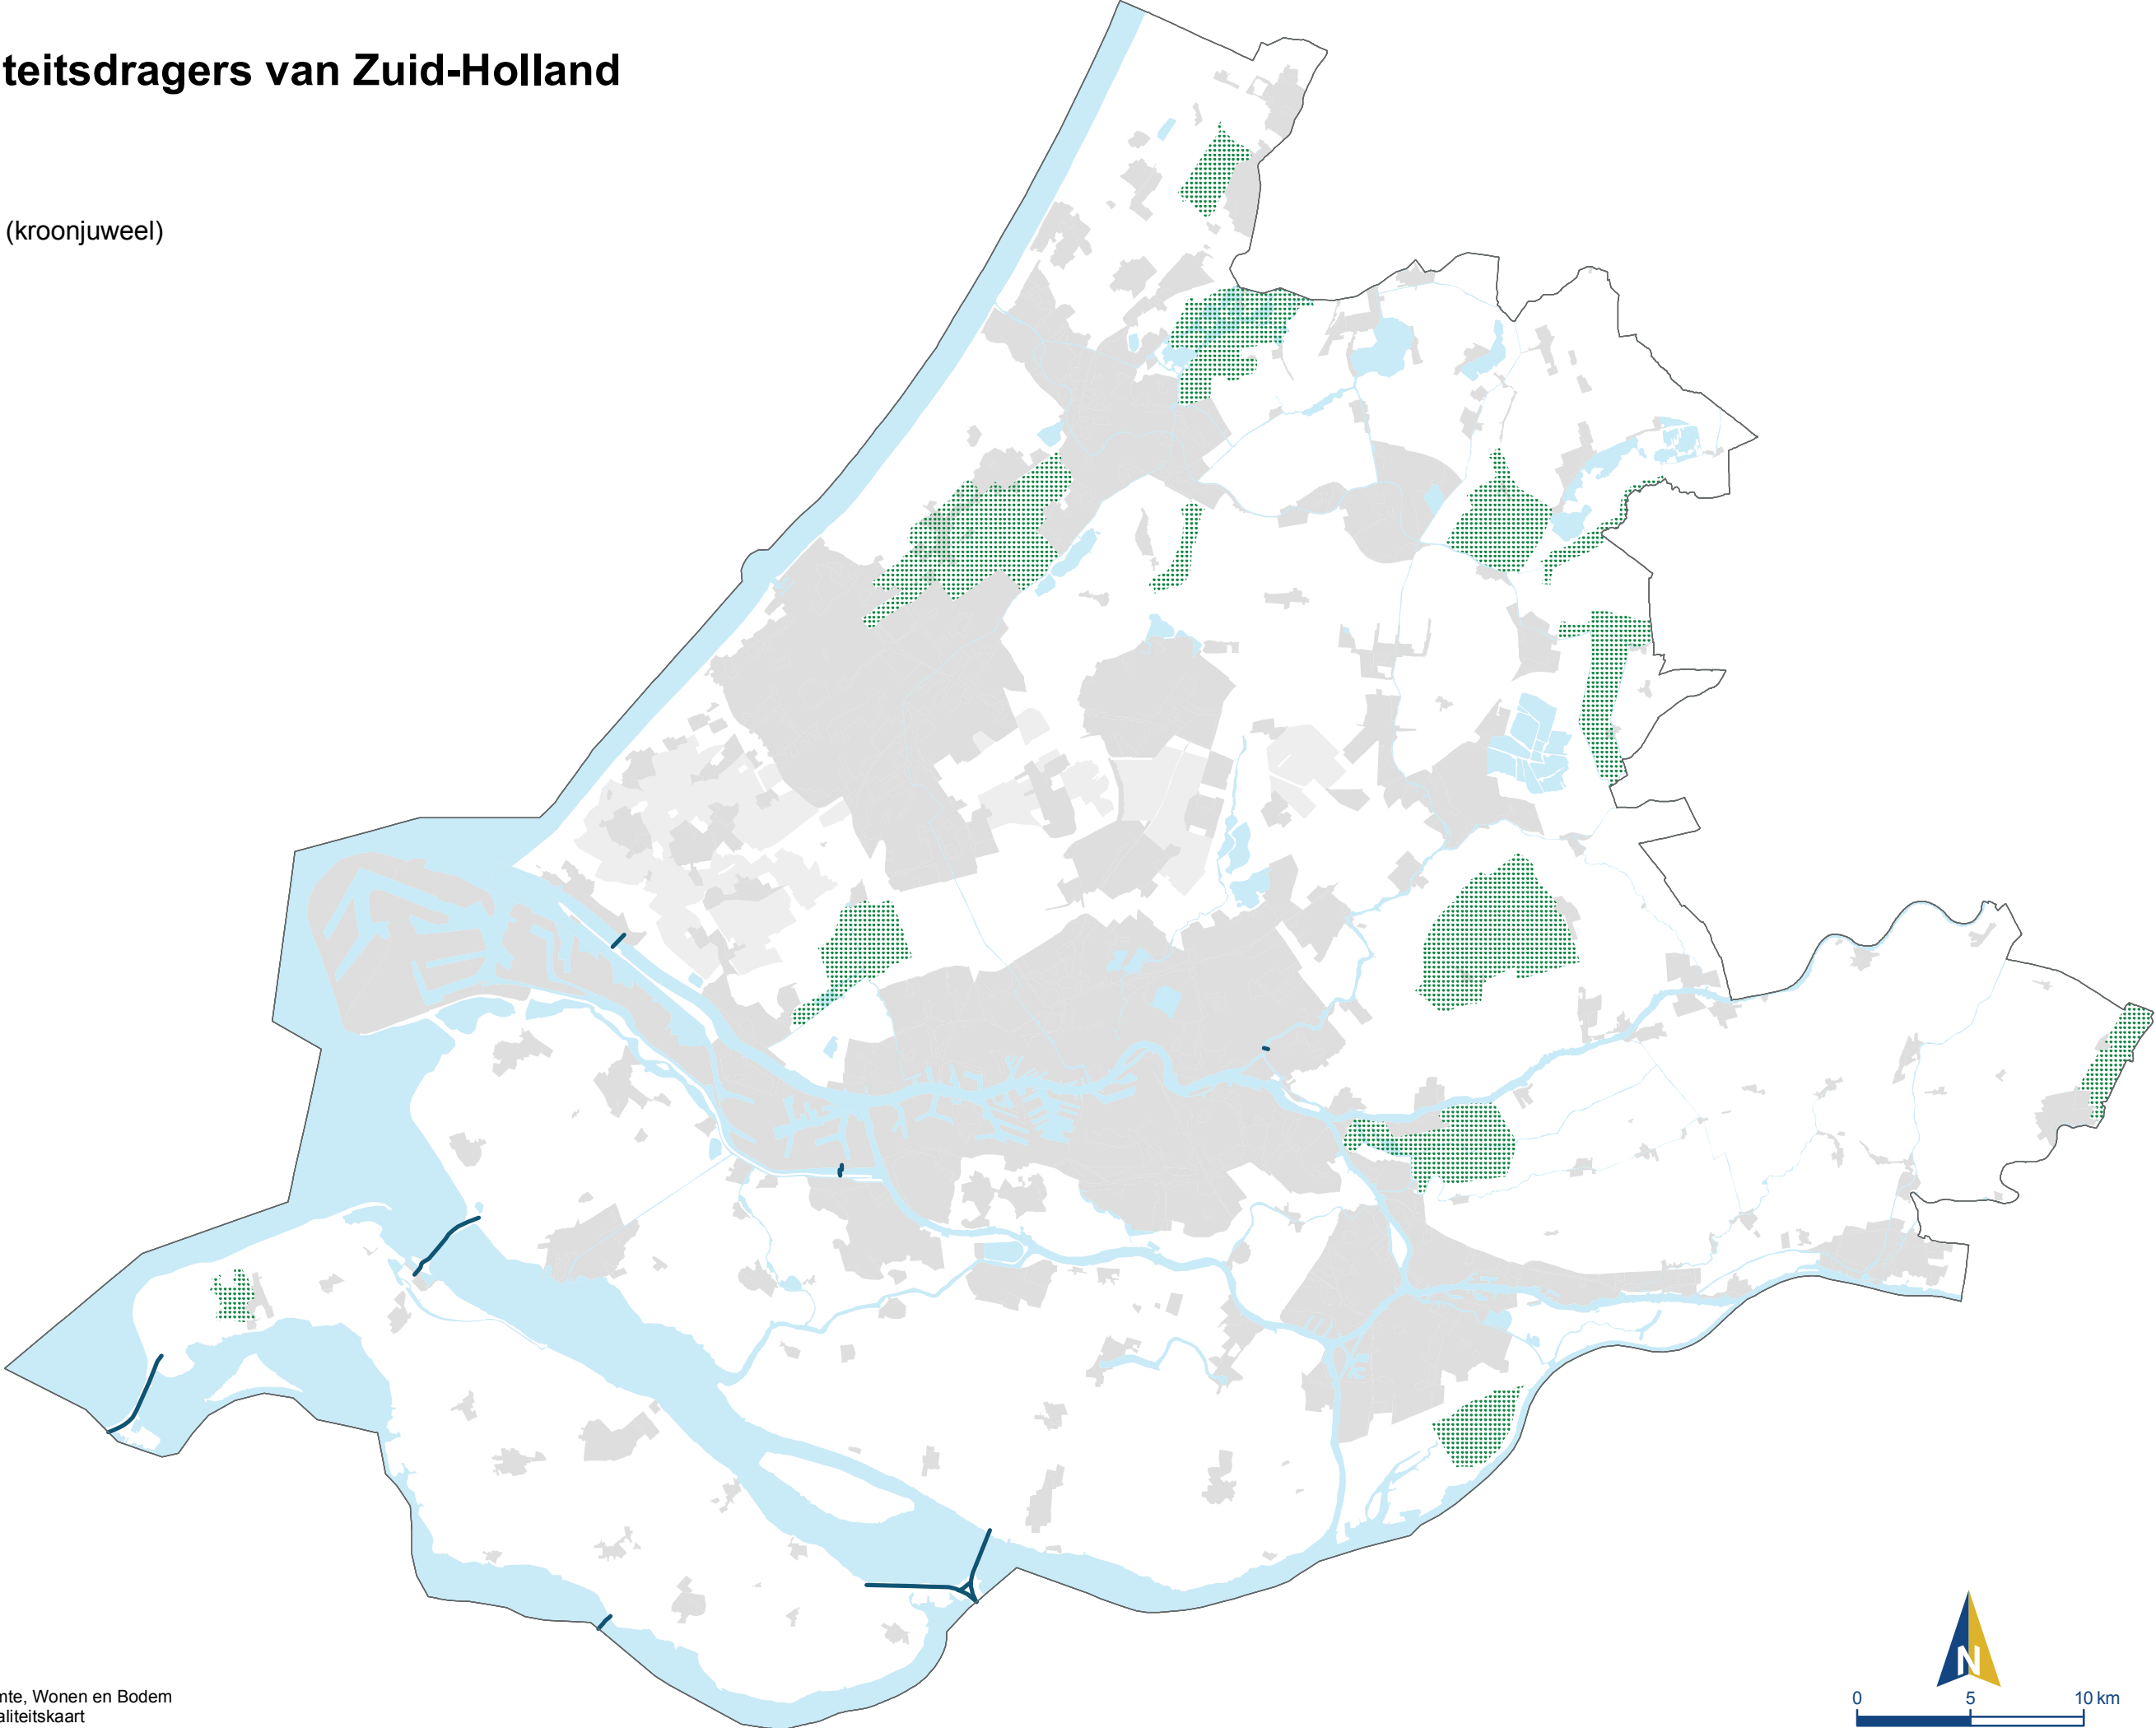 teitsdragers van Zuid-Holland
(kroonjuweel)
nte, Wonen en Bodem
aliteitskaart
N
0 5 10 km